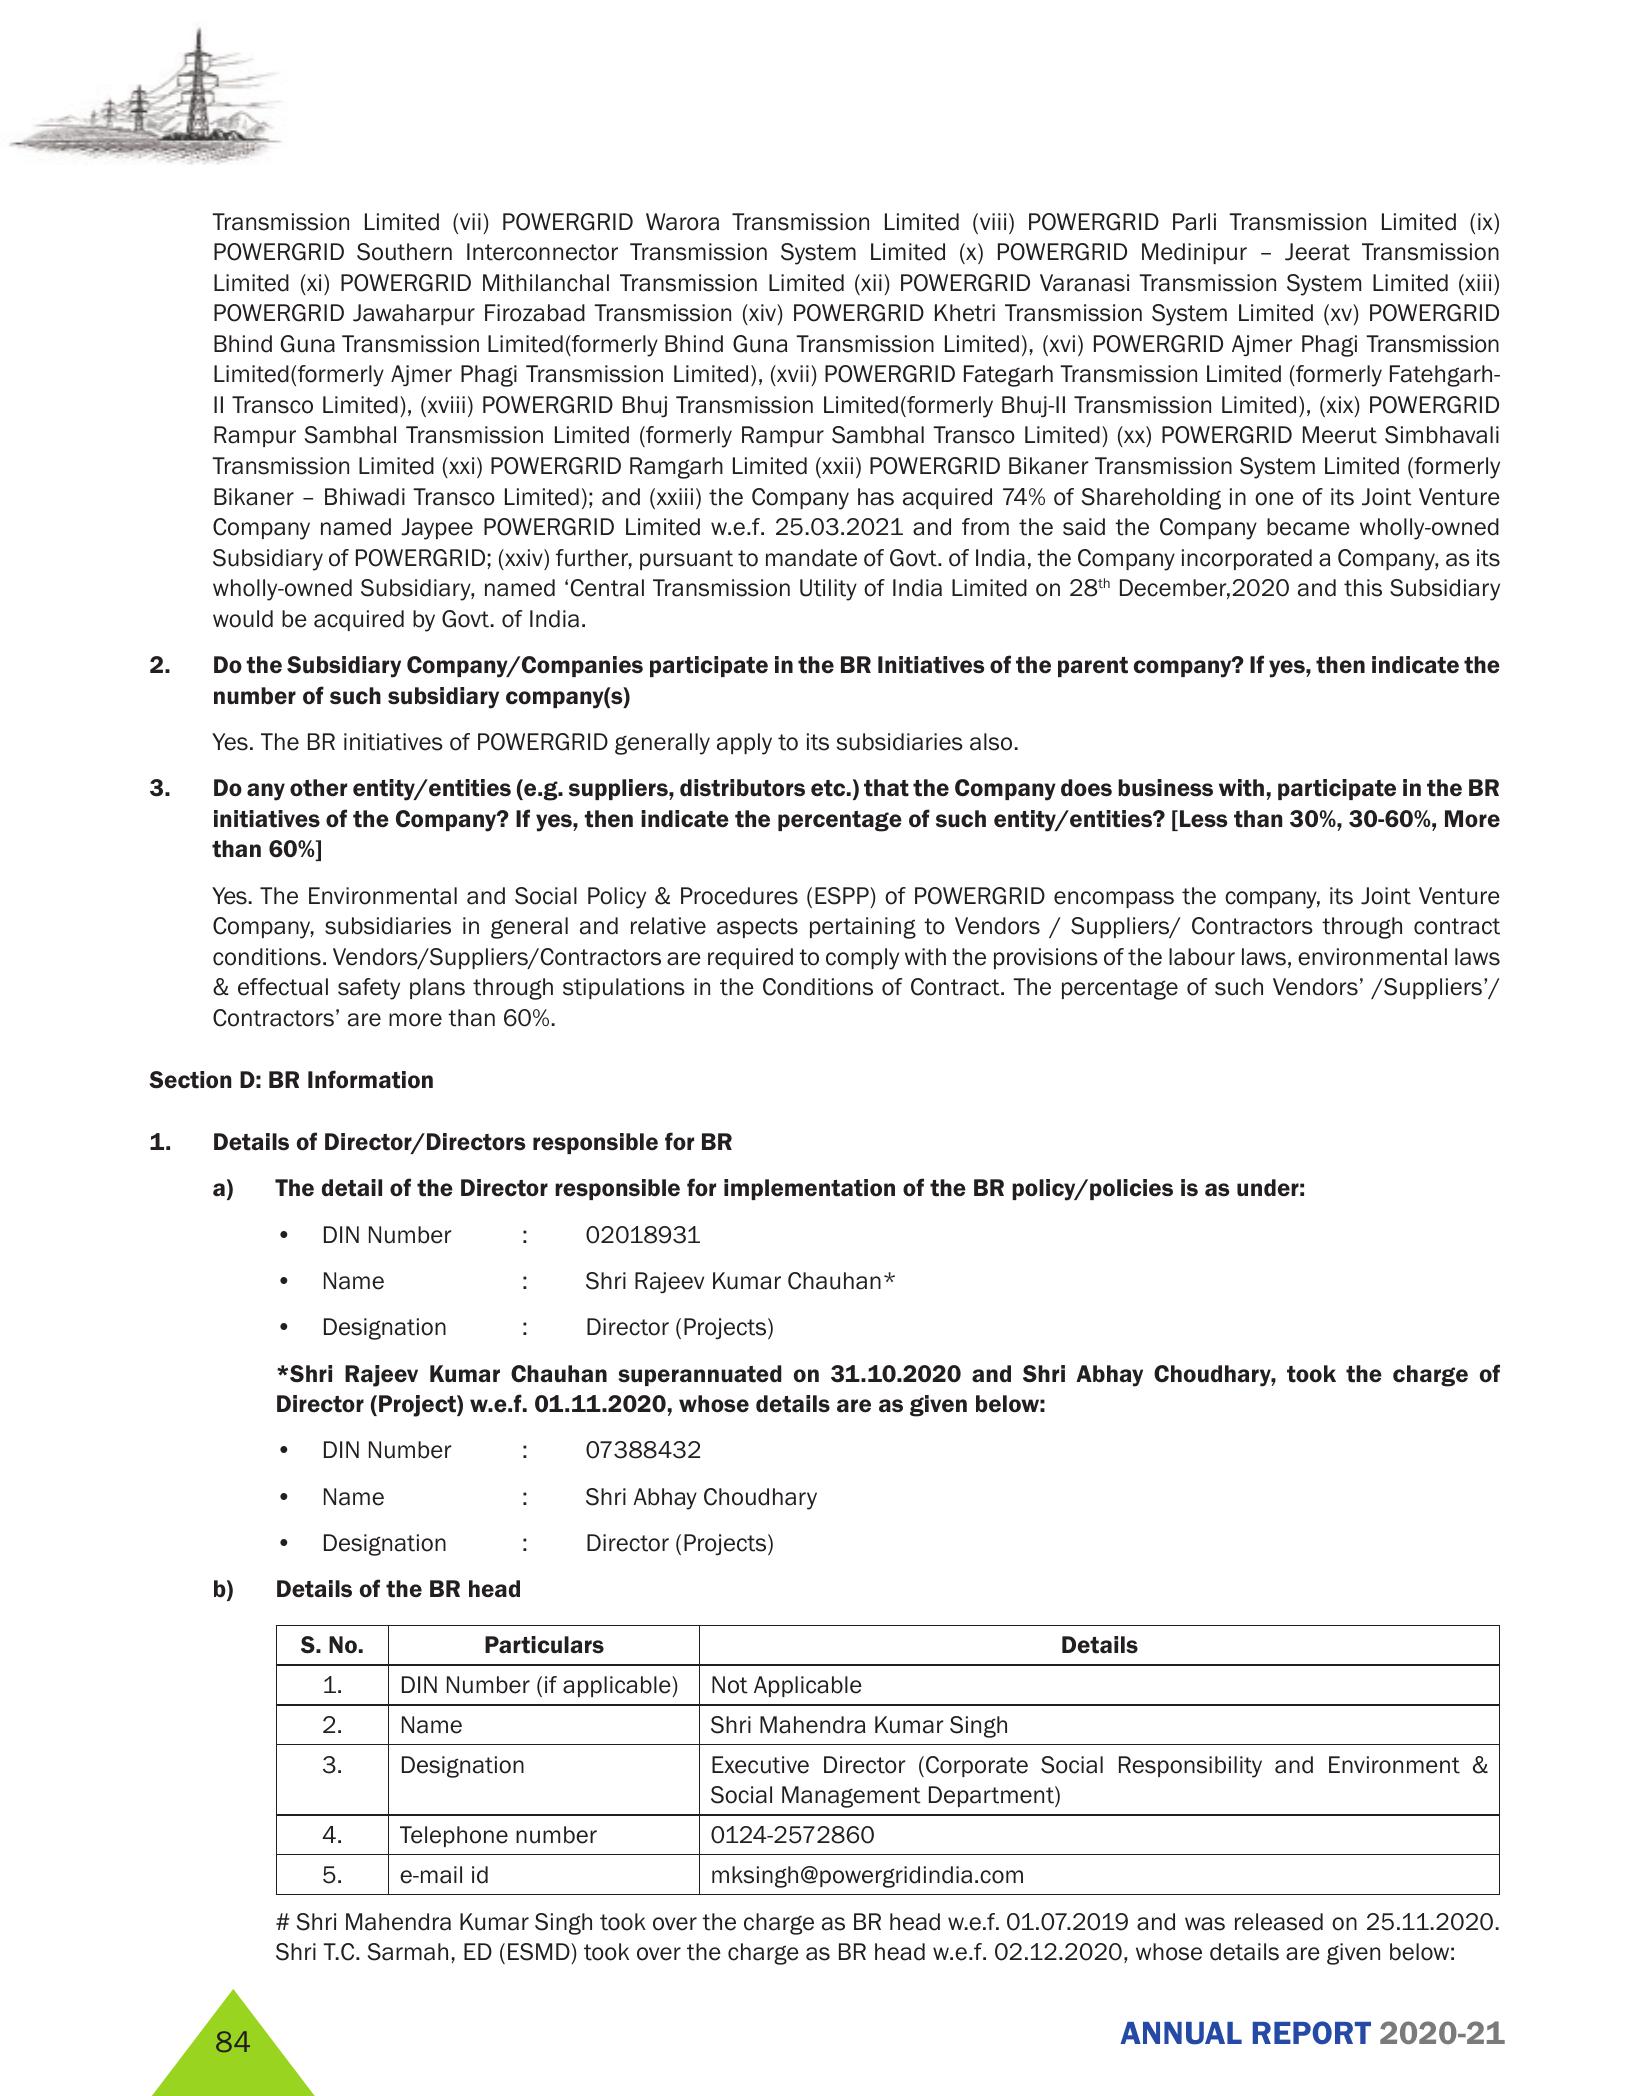 Transmission Limited (vii) POWERGRID Warora Transmission Limited (viii) POWERGRID Parli Transmission Limited (ix)
POWERGRID Southern Interconnector Transmission System Limited (x) POWERGRID Medinipur – Jeerat Transmission
Limited (xi) POWERGRID Mithilanchal Transmission Limited (xii) POWERGRID Varanasi Transmission System Limited (xiii)
POWERGRID Jawaharpur Firozabad Transmission (xiv) POWERGRID Khetri Transmission System Limited (xv) POWERGRID
Bhind Guna Transmission Limited(formerly Bhind Guna Transmission Limited), (xvi) POWERGRID Ajmer Phagi Transmission
Limited(formerly Ajmer Phagi Transmission Limited), (xvii) POWERGRID Fategarh Transmission Limited (formerly Fatehgarh-
II Transco Limited), (xviii) POWERGRID Bhuj Transmission Limited(formerly Bhuj-II Transmission Limited), (xix) POWERGRID
Rampur Sambhal Transmission Limited (formerly Rampur Sambhal Transco Limited) (xx) POWERGRID Meerut Simbhavali
Transmission Limited (xxi) POWERGRID Ramgarh Limited (xxii) POWERGRID Bikaner Transmission System Limited (formerly
Bikaner – Bhiwadi Transco Limited); and (xxiii) the Company has acquired 74% of Shareholding in one of its Joint Venture
Company named Jaypee POWERGRID Limited w.e.f. 25.03.2021 and from the said the Company became wholly-owned
Subsidiary of POWERGRID; (xxiv) further, pursuant to mandate of Govt. of India, the Company incorporated a Company, as its
wholly-owned Subsidiary, named ‘Central Transmission Utility of India Limited on 28th December,2020 and this Subsidiary
would be acquired by Govt. of India.
2. Do the Subsidiary Company/Companies participate in the BR Initiatives of the parent company? If yes, then indicate the
number of such subsidiary company(s)
Yes. The BR initiatives of POWERGRID generally apply to its subsidiaries also.
3. Do any other entity/entities (e.g. suppliers, distributors etc.) that the Company does business with, participate in the BR
initiatives of the Company? If yes, then indicate the percentage of such entity/entities? [Less than 30%, 30-60%, More
than 60%]
Yes. The Environmental and Social Policy & Procedures (ESPP) of POWERGRID encompass the company, its Joint Venture
Company, subsidiaries in general and relative aspects pertaining to Vendors / Suppliers/ Contractors through contract
conditions. Vendors/Suppliers/Contractors are required to comply with the provisions of the labour laws, environmental laws
& effectual safety plans through stipulations in the Conditions of Contract. The percentage of such Vendors’ /Suppliers’/
Contractors’ are more than 60%.
Section D: BR Information
1. Details of Director/Directors responsible for BR
a) The detail of the Director responsible for implementation of the BR policy/policies is as under:
• DIN Number : 02018931
• Name : Shri Rajeev Kumar Chauhan*
• Designation : Director (Projects)
*Shri Rajeev Kumar Chauhan superannuated on 31.10.2020 and Shri Abhay Choudhary, took the charge of
Director (Project) w.e.f. 01.11.2020, whose details are as given below:
• DIN Number : 07388432
• Name : Shri Abhay Choudhary
• Designation : Director (Projects)
b) Details of the BR head
S. No. Particulars Details
1. DIN Number (if applicable) Not Applicable
2. Name Shri Mahendra Kumar Singh
3. Designation Executive Director (Corporate Social Responsibility and Environment &
Social Management Department)
4. Telephone number 0124-2572860
5. e-mail id mksingh@powergridindia.com
# Shri Mahendra Kumar Singh took over the charge as BR head w.e.f. 01.07.2019 and was released on 25.11.2020.
Shri T.C. Sarmah, ED (ESMD) took over the charge as BR head w.e.f. 02.12.2020, whose details are given below:
84
ANNUAL REPORT 2020-21